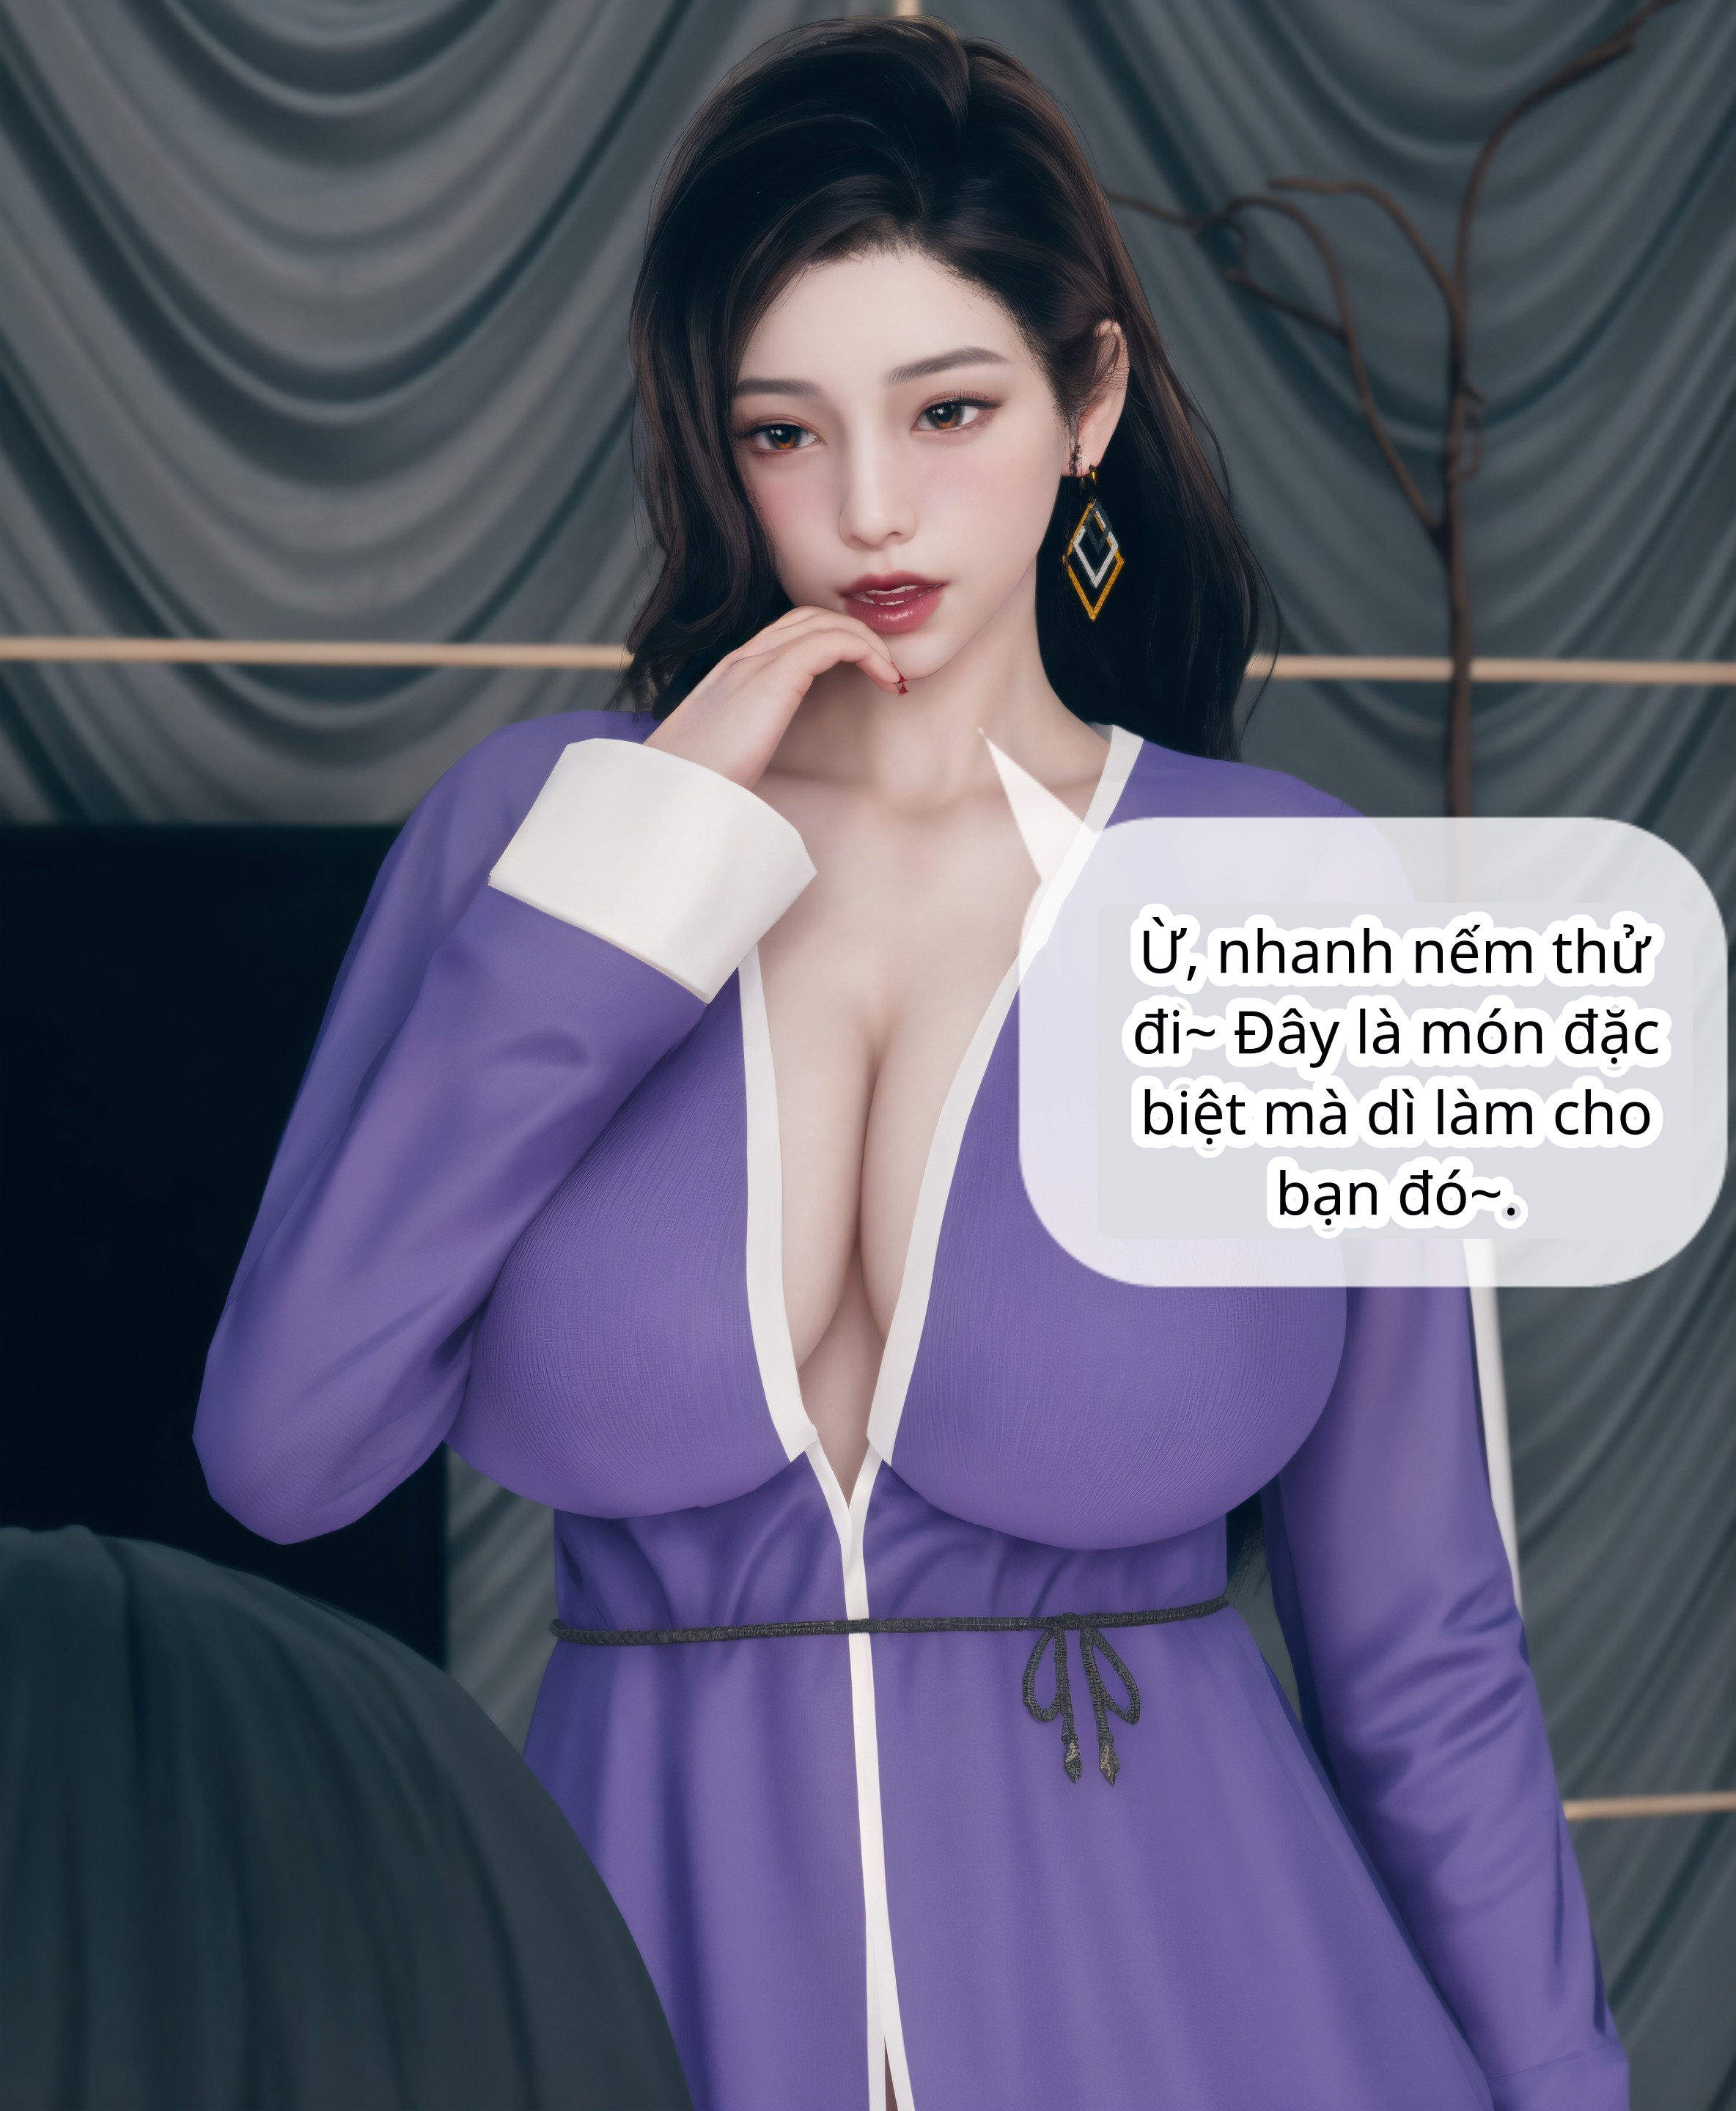 Ừ, nhanh nếm thử
đi~ Đây là món đặc
biệt mà dì làm cho
bạn đó~.